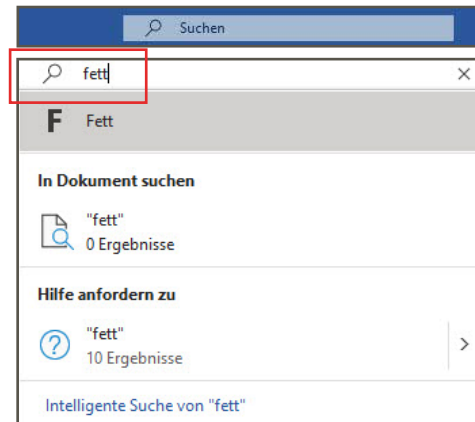 Suchen
fett
F Fett
In Dokument suchen
"fett"
0 Ergebnisse
Hilfe anfordern zu
"fett"
10 Ergebnisse
Intelligente Suche von "fett"